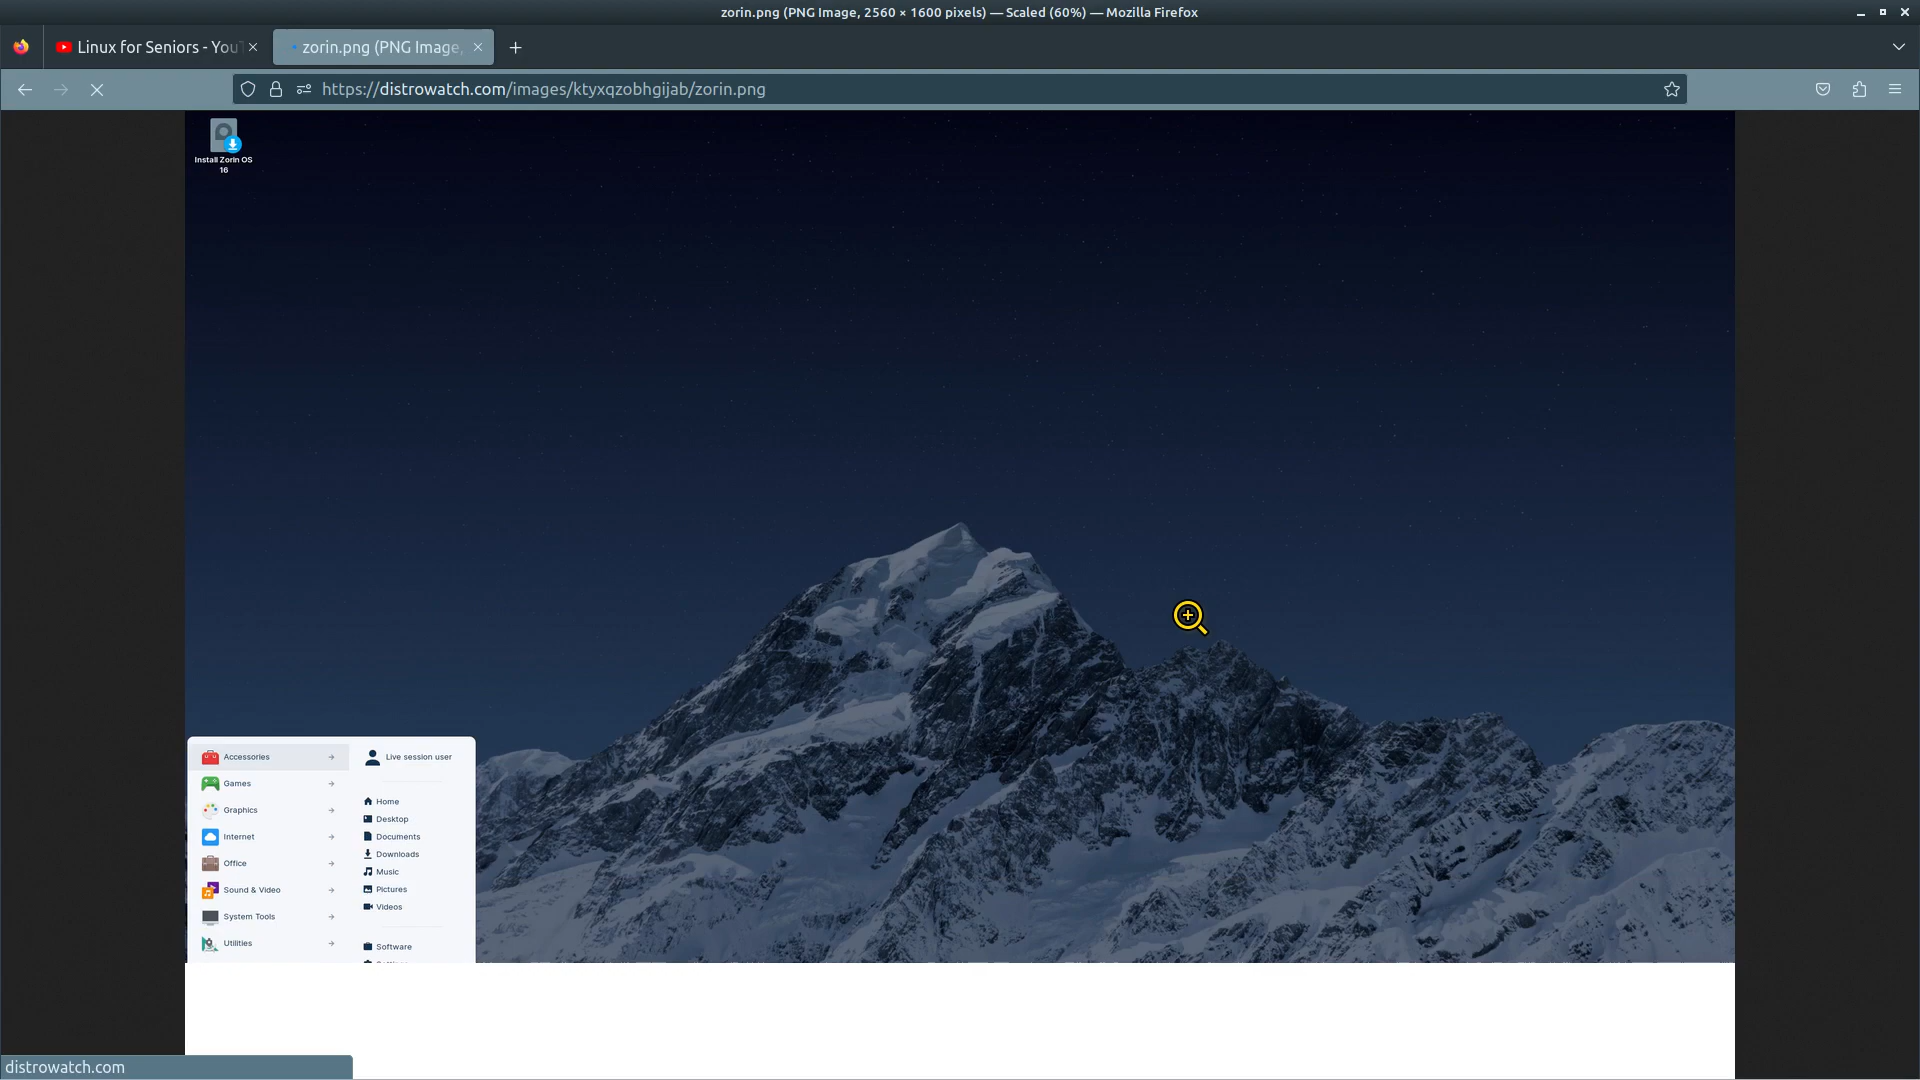 zorin.png (PNG Image, 2560 × 1600 pixels) — Scaled (60%) — Mozilla Firefox
Linux for Seniors - You
zorin.png (PNG Image,
https://distrowatch.com/images/ktyxqzobhgijab/zorin.png
Install Zorin OS
16
Accessories
Games
Graphics
Internet
Office
Sound & Video
System Tools
Utilities
Live session user
Home
Desktop
Documents
Downloads
Music
Pictures
Videos
Software
distrowatch.com